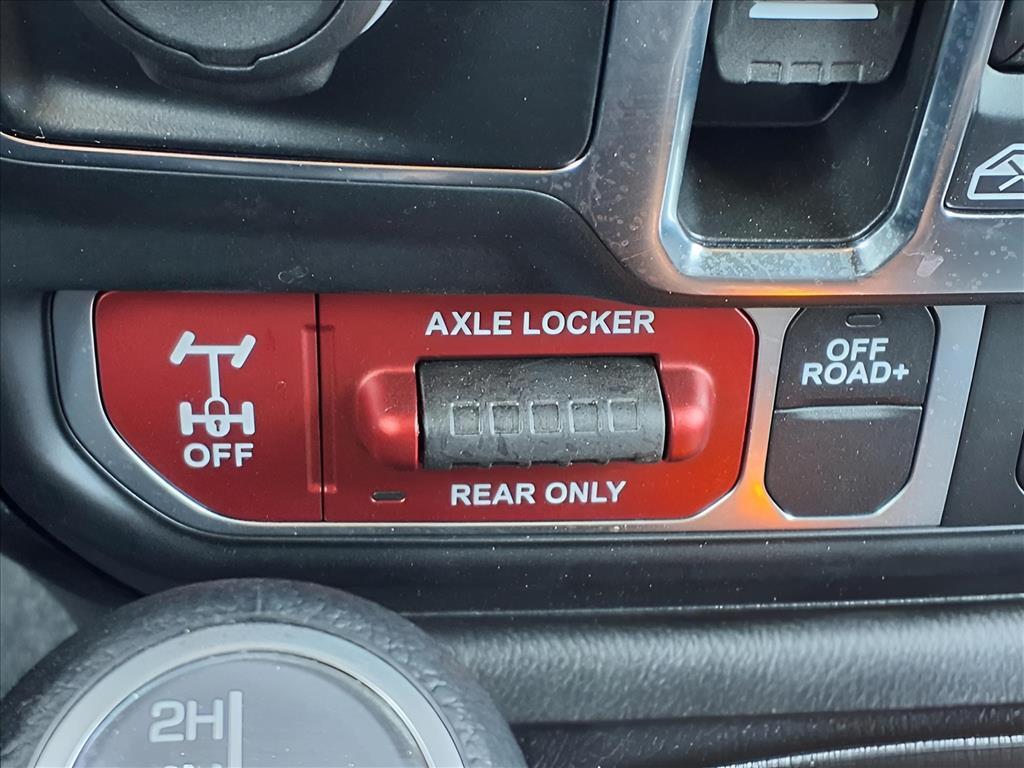 AXLE LOCKER
OFF
ROAD+
OFF
REAR ONLY
2H